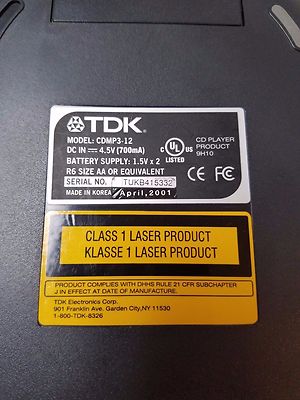 TDK
MODEL: CDMP3-12
DC IN 4.5V (700mA)
BATTERY SUPPLY: 1.5V x 2
R6 SIZE AA OR EQUIVALENT
SERIAL NO. TUKB415332
MADE IN KOREA April,2001
C UL US
LISTED
CD PLAYER
PRODUCT
9H10
FC CE
CLASS 1 LASER PRODUCT
KLASSE 1 LASER PRODUCT
PRODUCT COMPLIES WITH DHHS RULE 21 CFR SUBCHAPTER
J IN EFFECT AT DATE OF MANUFACTURE.
TDK Electronics Corp.
901 Franklin Ave. Garden City,NY 11530
1-800-TDK-8326